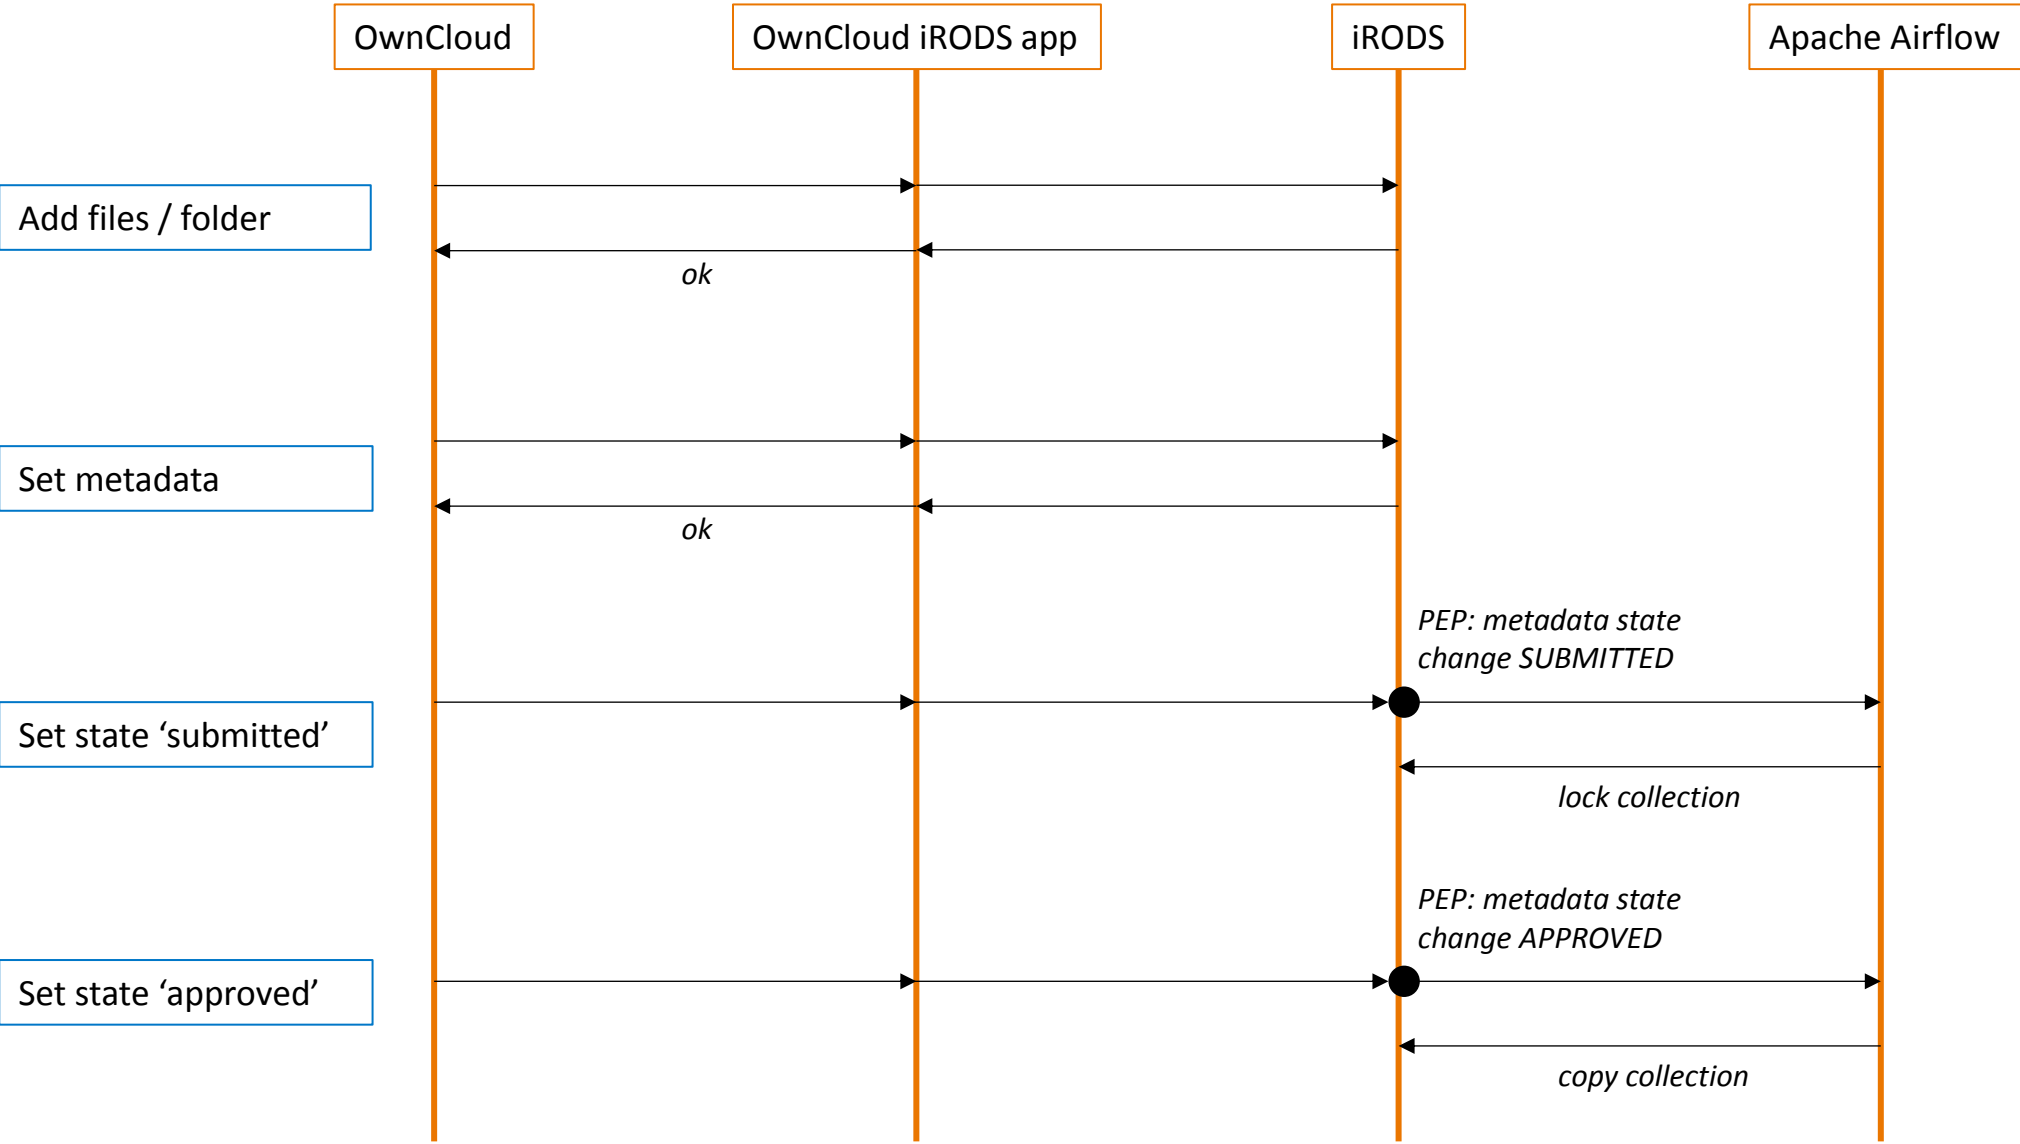 OwnCloud
OwnCloud iRODS app
iRODS
Apache Airflow
Add files / folder
ok
Set metadata
ok
PEP: metadata state
change SUBMITTED
Set state ‘submitted’
lock collection
PEP: metadata state
change APPROVED
Set state ‘approved’
copy collection